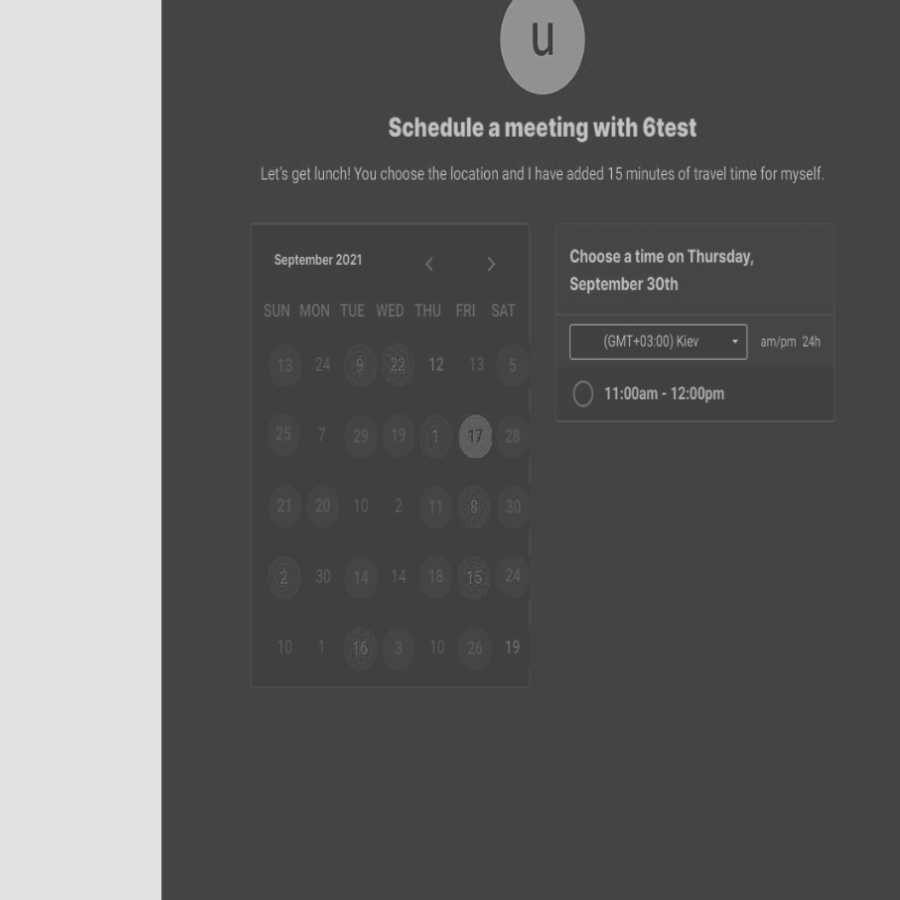 u
Schedule a meeting with 6test
Let's get lunch! You choose the location and I have added 15 minutes of travel time for myself.
September 2021
SUN MON TUE WED THU FRI SAT
13 24 9 22 12 13 5
25 7 29 19 1 17 28
21 20 10 2 11 8 30
2 30 14 14 18 15 24
10 1 16 3 10 26 19
Choose a time on Thursday,
September 30th
(GMT+03:00) Kiev am/pm 24h
11:00am - 12:00pm